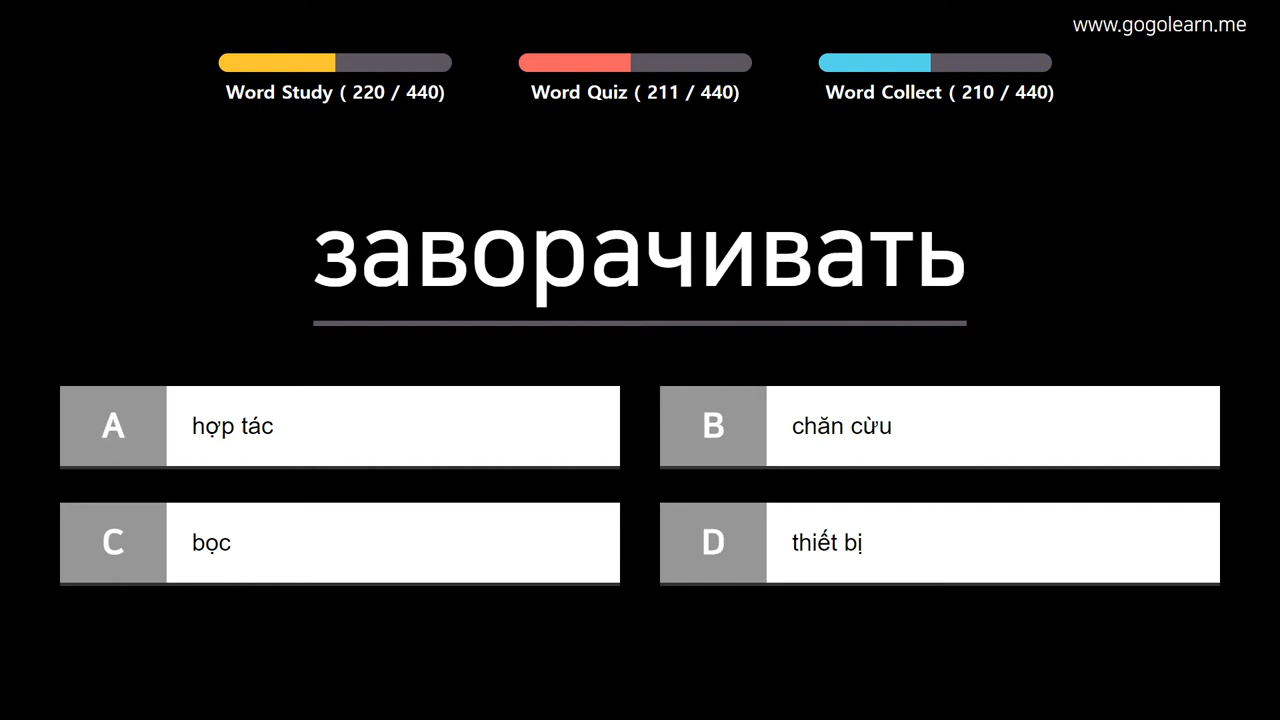 www.gogolearn.me
Word Study ( 220 / 440)
Word Quiz ( 211 / 440)
Word Collect ( 210 / 440)
заворачивать
A hợp tác
B chăn cừu
C bọc
D thiết bị